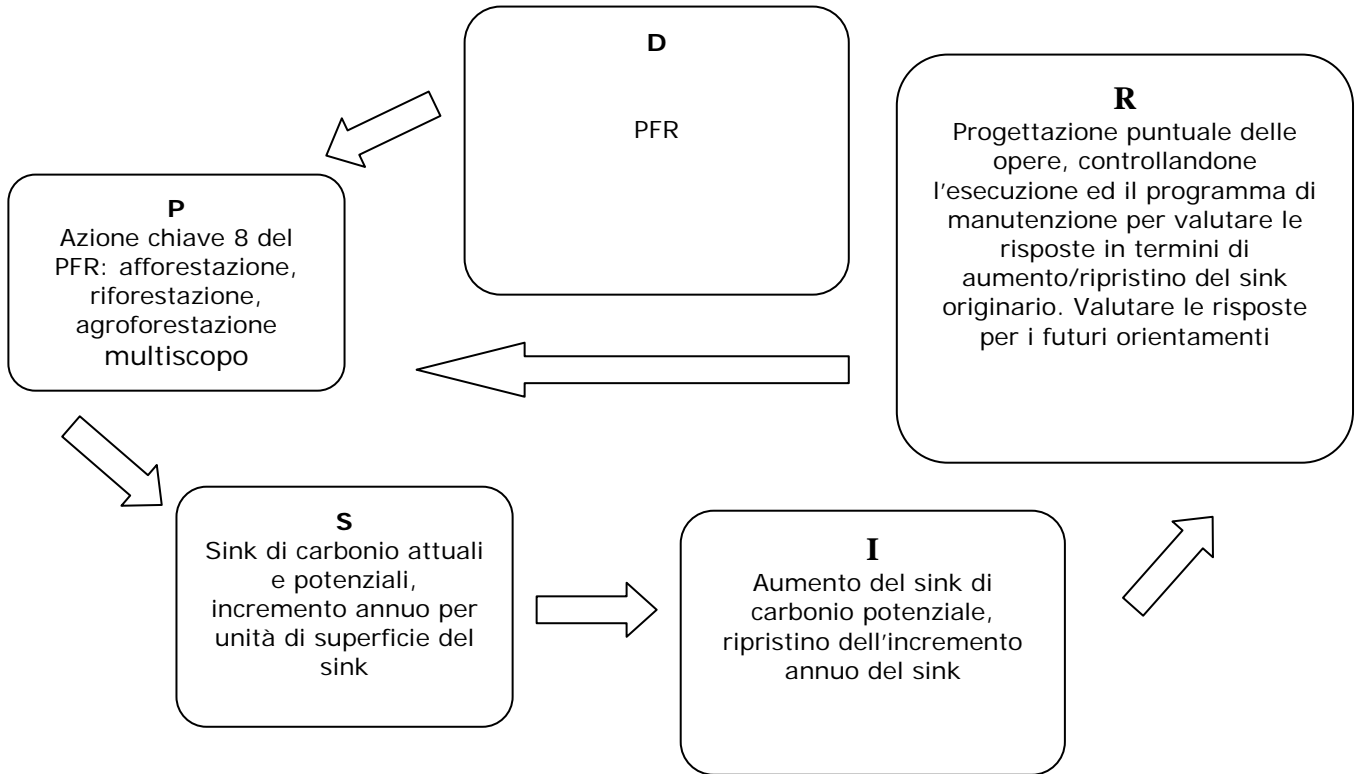 D
PFR
R
Progettazione puntuale delle
opere, controllandone
l'esecuzione ed il programma di
manutenzione per valutare le
risposte in termini di
aumento/ripristino del sink
originario. Valutare le risposte
per i futuri orientamenti
P
Azione chiave 8 del
PFR: afforestazione,
riforestazione,
agroforestazione
multiscopo
S
Sink di carbonio attuali
e potenziali,
incremento annuo per
unità di superficie del
sink
I
Aumento del sink di
carbonio potenziale,
ripristino dell'incremento
annuo del sink